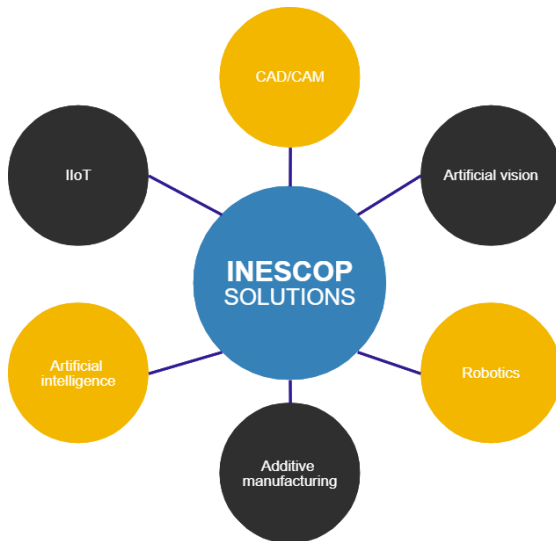 CAD/CAM
IIoT
Artificial vision
INESCOP
SOLUTIONS
Artificial
intelligence
Robotics
Additive
manufacturing